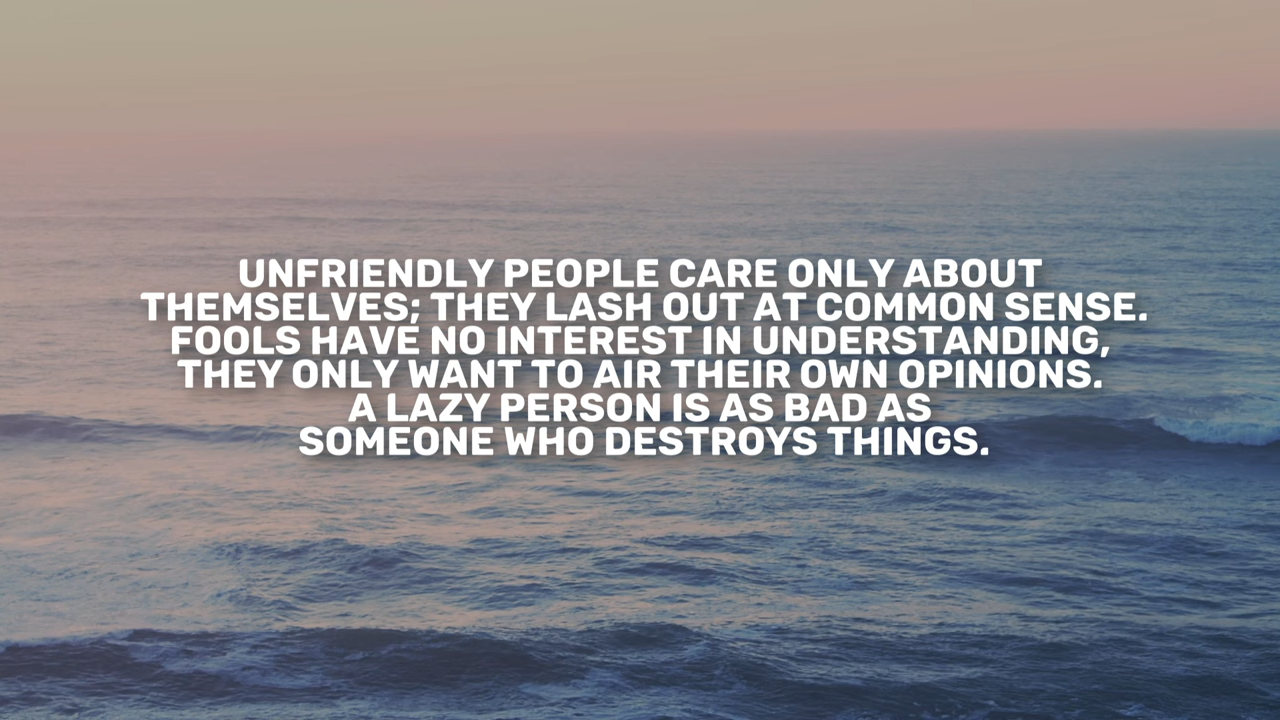 UNFRIENDLY PEOPLE CARE ONLY ABOUT
THEMSELVES; THEY LASH OUT AT COMMON SENSE.
FOOLS HAVE NO INTEREST IN UNDERSTANDING,
THEY ONLY WANT TO AIR THEIR OWN OPINIONS.
A LAZY PERSON IS AS BAD AS
SOMEONE WHO DESTROYS THINGS.